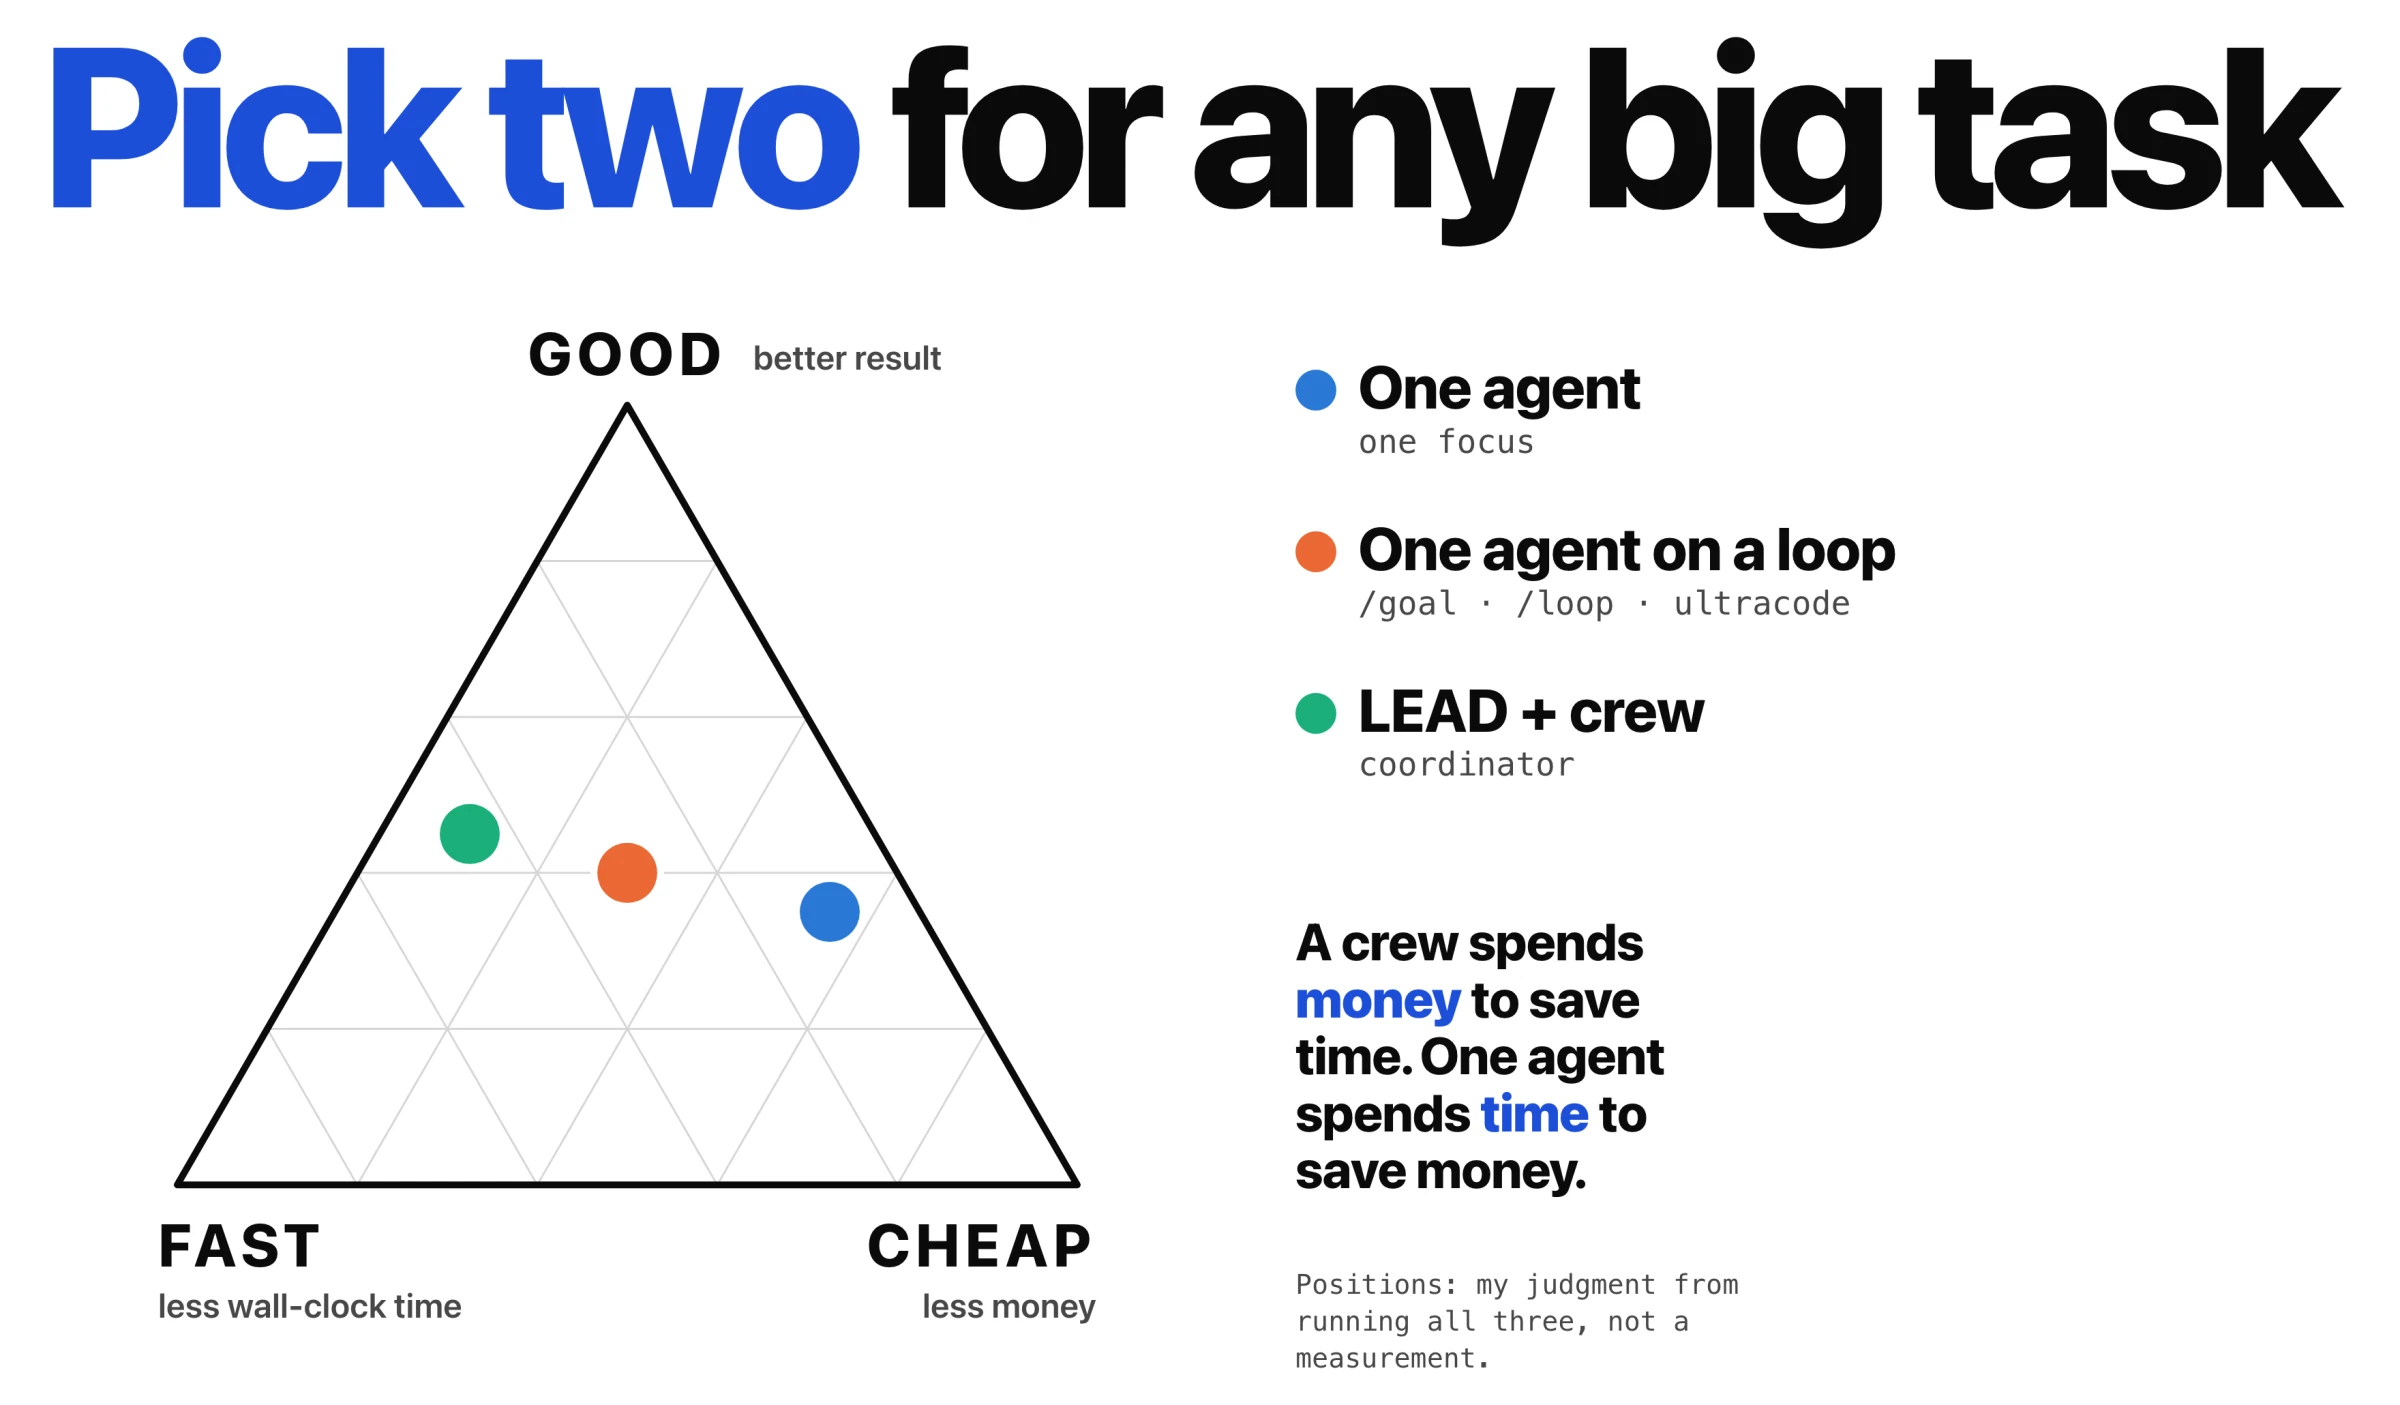 Pick two for any big task
GOOD better result
FAST
less wall-clock time
CHEAP
less money
One agent
one focus
One agent on a loop
/goal · /loop · ultracode
LEAD + crew
coordinator
A crew spends
money to save
time. One agent
spends time to
save money.
Positions: my judgment from
running all three, not a
measurement.